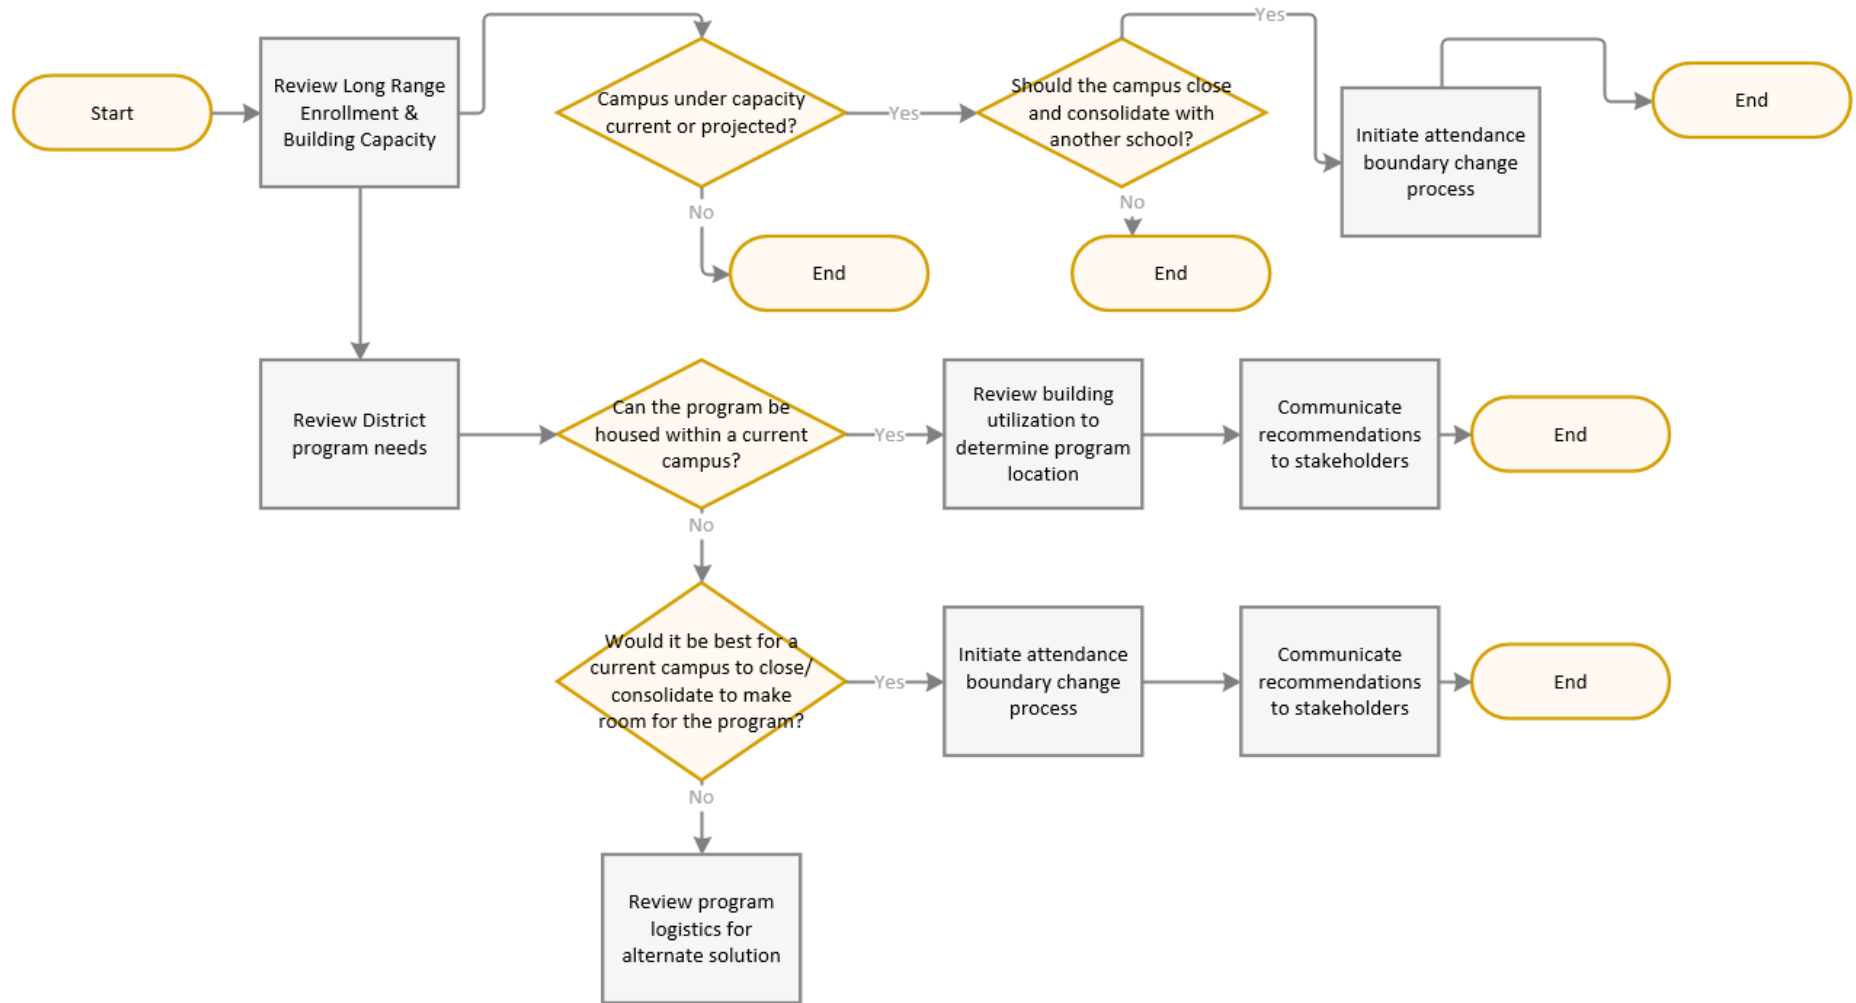 Start
Review Long Range
Enrollment &
Building Capacity
Campus under capacity
current or projected?
Yes
Should the campus close
and consolidate with
another school?
Yes
Initiate attendance
boundary change
process
End
No
End
No
End
Review District
program needs
Can the program be
housed within a current
campus?
Yes
Review building
utilization to
determine program
location
Communicate
recommendations
to stakeholders
End
No
Would it be best for a
current campus to close/
consolidate to make
room for the program?
Yes
Initiate attendance
boundary change
process
Communicate
recommendations
to stakeholders
End
No
Review program
logistics for
alternate solution